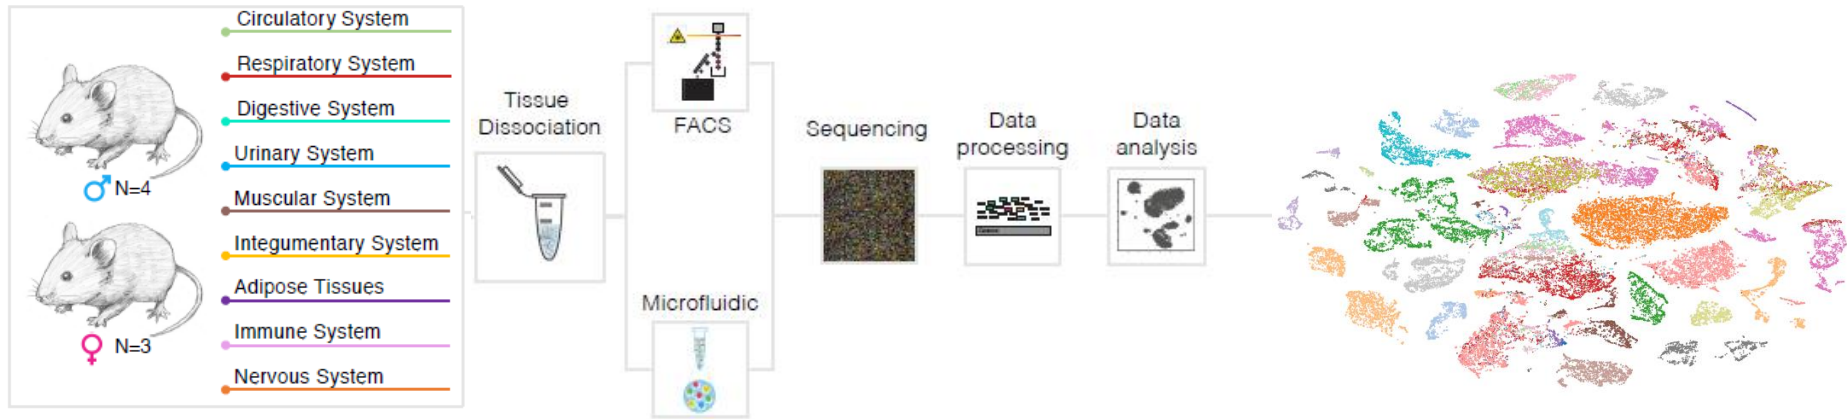 Circulatory System
Respiratory System
Digestive System
Urinary System
Muscular System
Integumentary System
Adipose Tissues
Immune System
Nervous System
N=4
N=3
Tissue
Dissociation
FACS
Microfluidic
Sequencing
Data
processing
Data
analysis